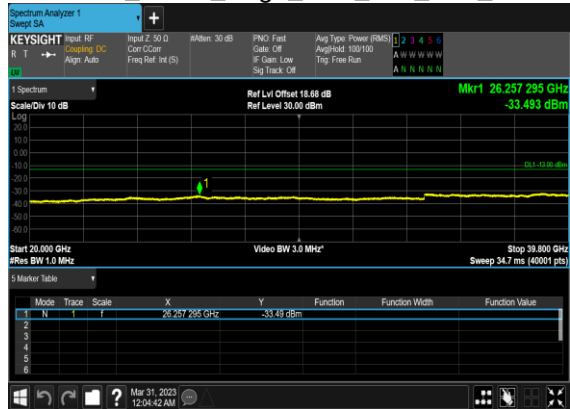 Spectrum Analyzer 1
Swept SA
+
KEYSIGHT Input: RF Input Z: 50 Ω #Atten: 30 dB PNO: Fast Avg Type: Power (RMS) 1 2 3 4 5 6
R T Coupling: DC Corr CCorr Gate: Off Avg|Hold: 100/100 A W W W W W
Align: Auto Freq Ref: Int (S) IF Gain: Low Trig: Free Run A N N N N N
LV Sig Track: Off
1 Spectrum Ref Lvl Offset 18.68 dB Mkr1 26.257 295 GHz
Scale/Div 10 dB Ref Level 30.00 dBm -33.493 dBm
Log
20.0
10.0
0.00
-10.0 DL1 -13.00 dBm
-20.0 1
-30.0
-40.0
-50.0
-60.0
Start 20.000 GHz Video BW 3.0 MHz* Stop 39.800 GHz
#Res BW 1.0 MHz Sweep 34.7 ms (40001 pts)
5 Marker Table
Mode Trace Scale X Y Function Function Width Function Value
1 N 1 f 26.257 295 GHz -33.49 dBm
2
3
4
5
6
? Mar 31, 2023
12:04:42 AM